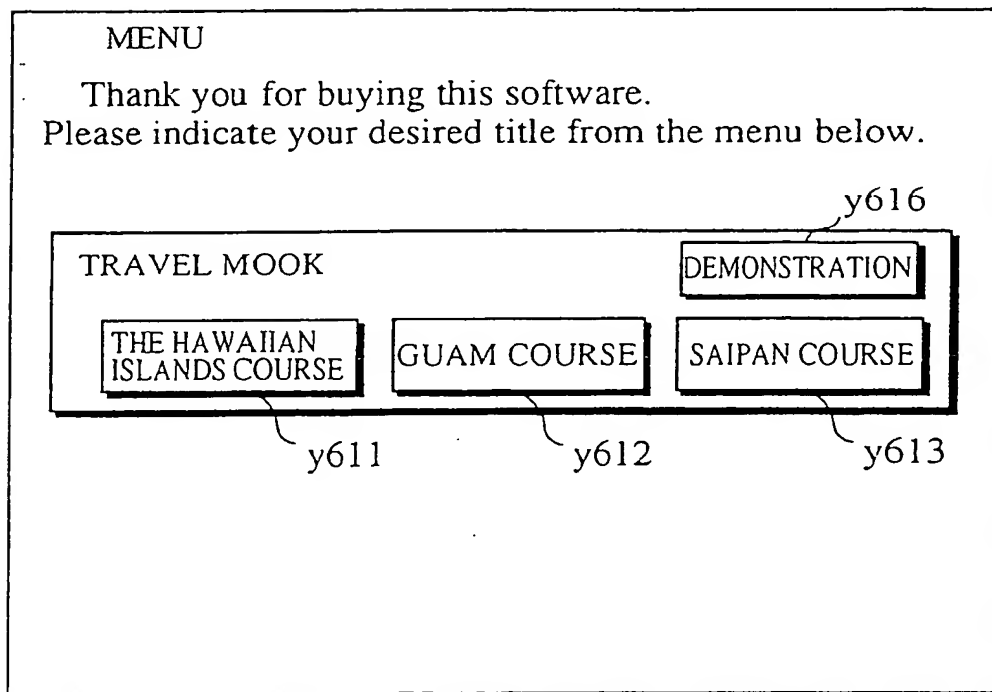 MENU
Thank you for buying this software.
Please indicate your desired title from the menu below.
y616
TRAVEL MOOK
DEMONSTRATION
THE HAWAIIAN
ISLANDS COURSE
GUAM COURSE
SAIPAN COURSE
y611
y612
y613